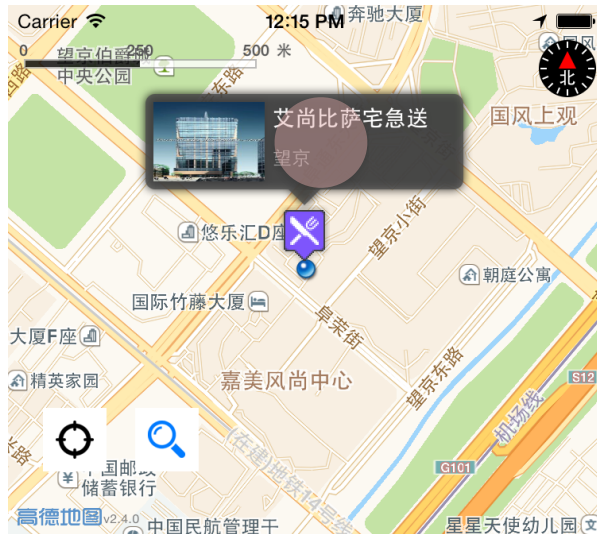 Carrier
12:15 PM
奔驰大厦
0
250
500 米
望京伯爵城
中央公园
东路
国风
北
艾尚比萨宅急送
望京
国风上观
悠乐汇D座
望京小街
朝庭公寓
国际竹藤大厦
阜荣街
大厦F座
望京东路
精英家园
嘉美风尚中心
S12
机场线
(在建)地铁14号线
G101
中国邮政
储蓄银行
高德地图
v2.4.0
中国民航管理干
星星天使幼儿园